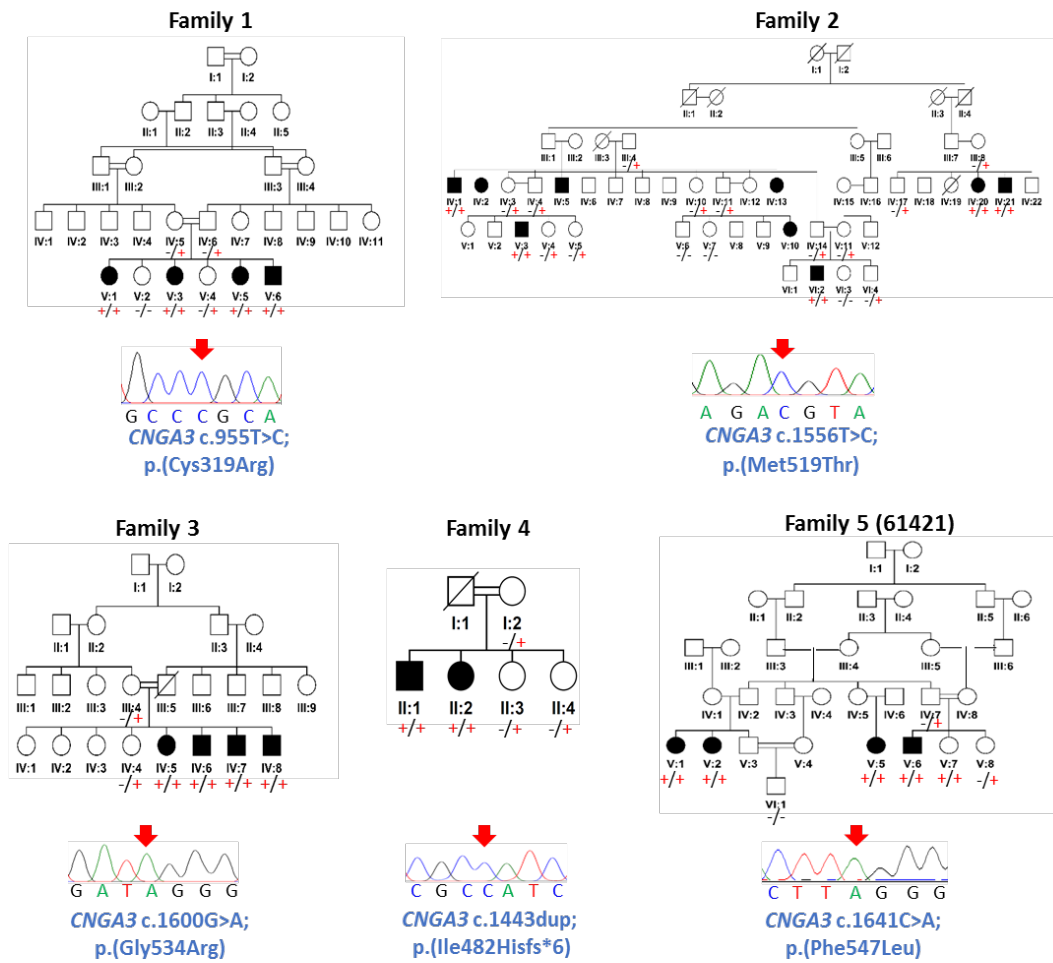 Family 1
Family 2
I:1 I:2
II:1 II:2 II:3 II:4 II:5
III:1 III:2 III:3 III:4
IV:1 IV:2 IV:3 IV:4 IV:5 IV:6 IV:7 IV:8 IV:9 IV:10 IV:11
-/+ -/+
V:1 V:2 V:3 V:4 V:5 V:6
+/+ -/- +/+ -/+ +/+ +/+
I:1 I:2
II:1 II:2 II:3 II:4
III:1 III:2 III:3 III:4 III:5 III:6 III:7 III:8
-/+ -/+
IV:1 IV:2 IV:3 IV:4 IV:5 IV:6 IV:7 IV:8 IV:9 IV:10 IV:11 IV:13 IV:15 IV:16 IV:17 IV:18 IV:19 IV:20 IV:21 IV:22
+/+ -/+ -/+ -/+ -/+ -/+ +/+ +/+
V:1 V:2 V:3 V:4 V:5 V:6 V:7 V:8 V:9 V:10 IV:14 V:11 V:12
+/+ -/+ -/+ -/- -/- -/+ -/+
VI:1 VI:2 VI:3 VI:4
+/+ -/- -/+
G C C C G C A
CNGA3 c.955T>C;
p.(Cys319Arg)
A G A C G T A
CNGA3 c.1556T>C;
p.(Met519Thr)
Family 3
Family 4
Family 5 (61421)
I:1 I:2
II:1 II:2 II:3 II:4
III:1 III:2 III:3 III:4 III:5 III:6 III:7 III:8 III:9
-/+
IV:1 IV:2 IV:3 IV:4 IV:5 IV:6 IV:7 IV:8
-/+ +/+ +/+ +/+ +/+
I:1 I:2
-/+
II:1 II:2 II:3 II:4
+/+ +/+ -/+ -/+
I:1 I:2
II:1 II:2 II:3 II:4 II:5 II:6
III:1 III:2 III:3 III:4 III:5 III:6
IV:1 IV:2 IV:3 IV:4 IV:5 IV:6 IV:7 IV:8
-/+
V:1 V:2 V:3 V:4 V:5 V:6 V:7 V:8
+/+ +/+ +/+ +/+ +/+ -/+
VI:1
-/-
G A T A G G G
CNGA3 c.1600G>A;
p.(Gly534Arg)
C G C C A T C
CNGA3 c.1443dup;
p.(Ile482Hisfs*6)
C T T A G G G
CNGA3 c.1641C>A;
p.(Phe547Leu)